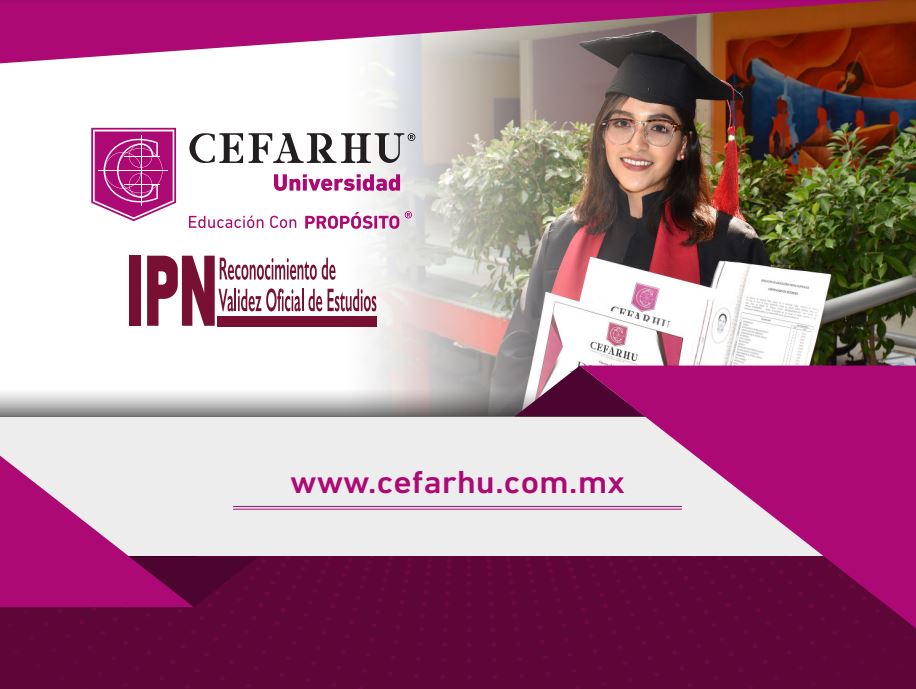 CEFARHU®
Universidad
Educación Con PROPÓSITO®
IPN Reconocimiento de
Validez Oficial de Estudios
CEFARHU
CEFARHU
www.cefarhu.com.mx